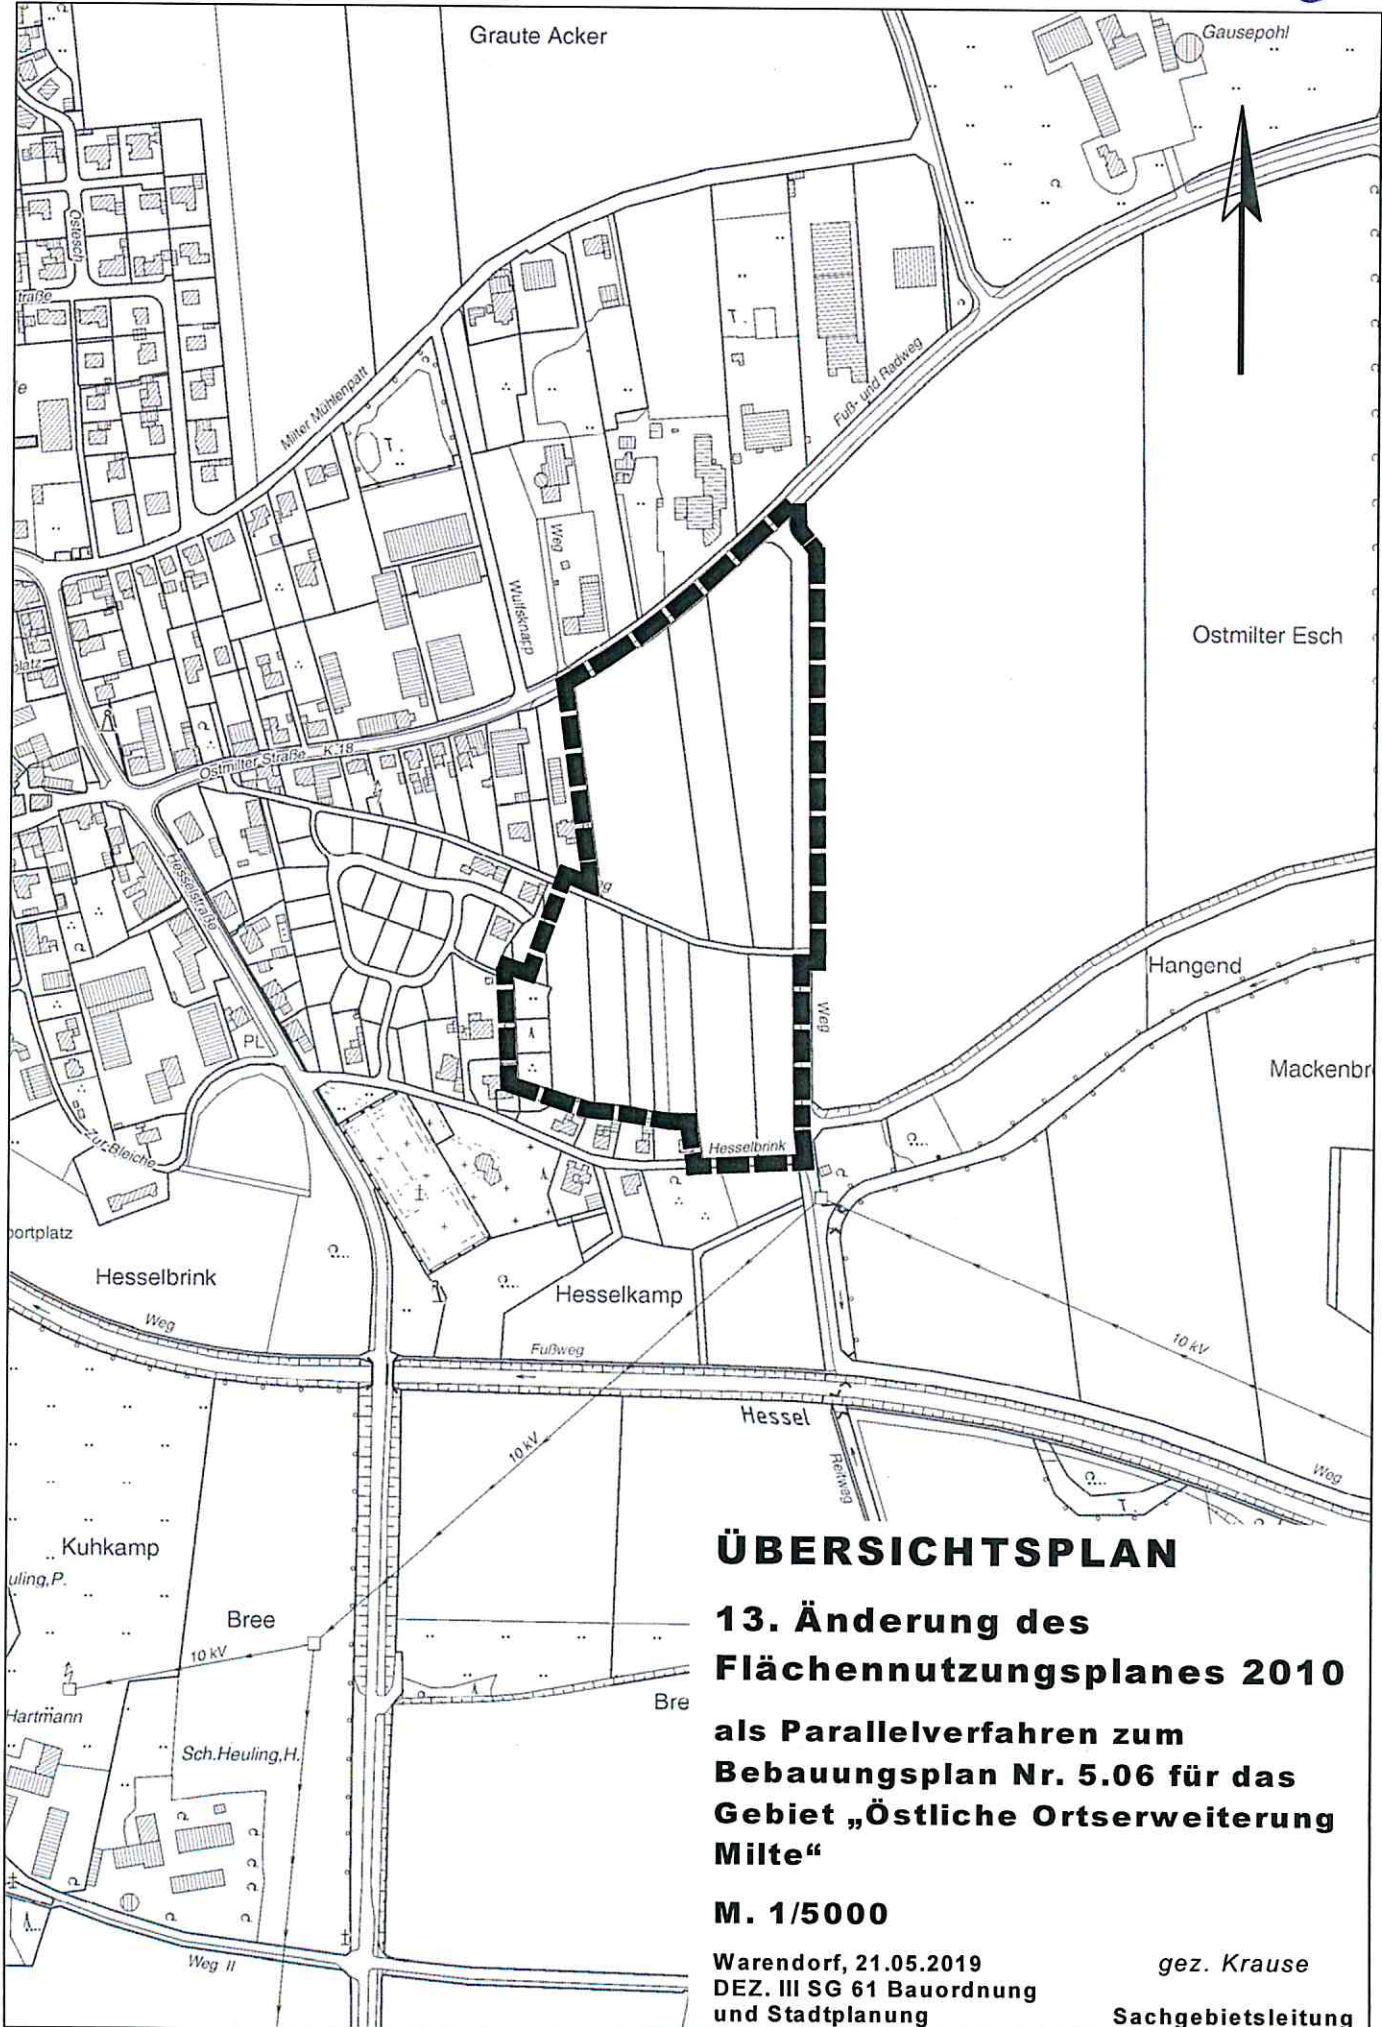 Graute Acker
Gausepohl
Ostesch
traße
e
Milter Mühlenpatt
T.
T.
Fuß- und Radweg
Weg
Wulfsknapp
Ostmilter Esch
platz
Ostmilter Straße K 18
Hesselstraße
Weg
Hangend
Mackenbr
PL
Zur Bleiche
Hesselbrink
portplatz
Hesselbrink
Weg
Hesselkamp
Fußweg
10 kV
Hessel
10 kV
Reitweg
Weg
T.
Kuhkamp
uling,P.
Bree
10 kV
Hartmann
Sch.Heuling,H.
Bre
Weg II
ÜBERSICHTSPLAN
13. Änderung des
Flächennutzungsplanes 2010
als Parallelverfahren zum
Bebauungsplan Nr. 5.06 für das
Gebiet „Östliche Ortserweiterung
Milte“
M. 1/5000
Warendorf, 21.05.2019
gez. Krause
DEZ. III SG 61 Bauordnung
und Stadtplanung
Sachgebietsleitung